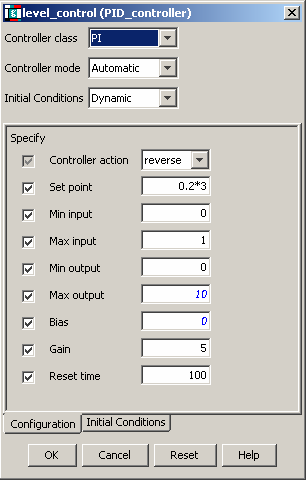 level_control (PID_controller)
Controller class PI
Controller mode Automatic
Initial Conditions Dynamic
Specify
Controller action reverse
Set point 0.2*3
Min input 0
Max input 1
Min output 0
Max output 10
Bias 0
Gain 5
Reset time 100
Configuration Initial Conditions
OK Cancel Reset Help